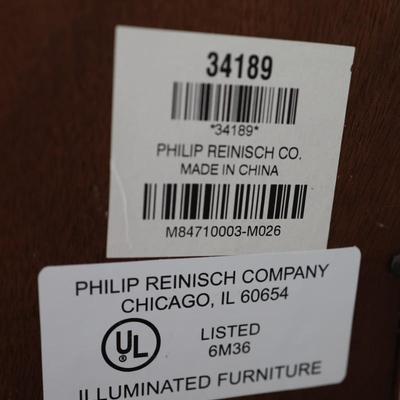 34189
*34189*
PHILIP REINISCH CO.
MADE IN CHINA
M84710003-M026
PHILIP REINISCH COMPANY
CHICAGO, IL 60654
UL
®
LISTED
6M36
ILLUMINATED FURNITURE